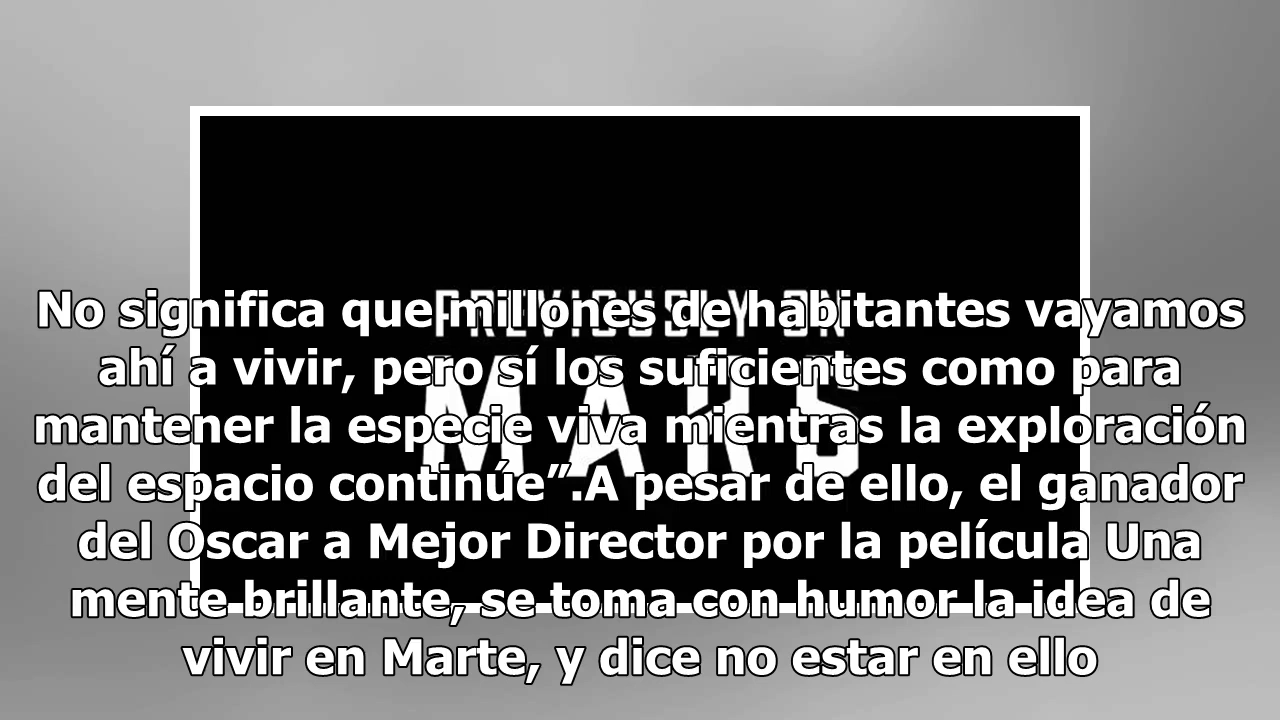 PREVIOUSLY ON
MARS
No significa que millones de habitantes vayamos
ahí a vivir, pero sí los suficientes como para
mantener la especie viva mientras la exploración
del espacio continúe”.A pesar de ello, el ganador
del Oscar a Mejor Director por la película Una
mente brillante, se toma con humor la idea de
vivir en Marte, y dice no estar en ello